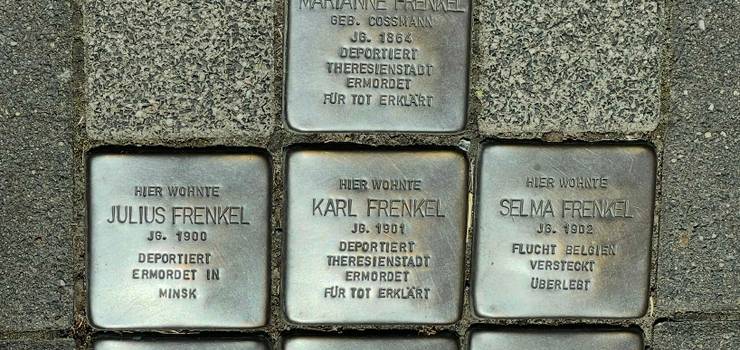 MARIANNE FRENKEL
GEB. COSSMANN
JG. 1864
DEPORTIERT
THERESIENSTADT
ERMORDET
FÜR TOT ERKLÄRT
HIER WOHNTE
JULIUS FRENKEL
JG. 1900
DEPORTIERT
ERMORDET IN
MINSK
HIER WOHNTE
KARL FRENKEL
JG. 1901
DEPORTIERT
THERESIENSTADT
ERMORDET
FÜR TOT ERKLÄRT
HIER WOHNTE
SELMA FRENKEL
JG. 1902
FLUCHT BELGIEN
VERSTECKT
ÜBERLEBT